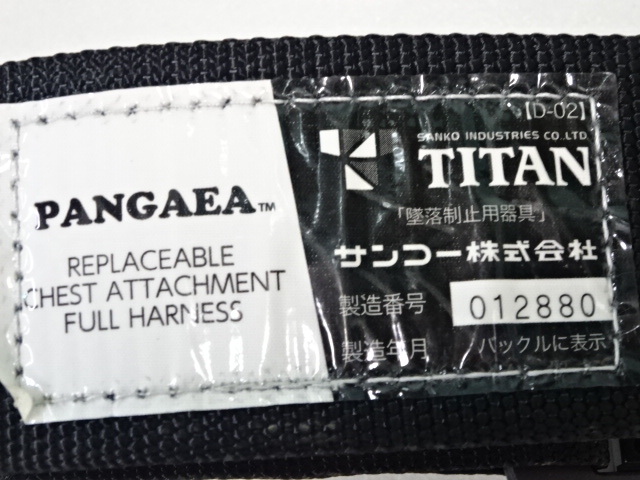 PANGAEA™
REPLACEABLE
CHEST ATTACHMENT
FULL HARNESS
【D-02】
SANKO INDUSTRIES CO.,LTD.
TITAN
「墜落制止用器具」
サンコー株式会社
製造番号 012880
製造年月 バックルに表示